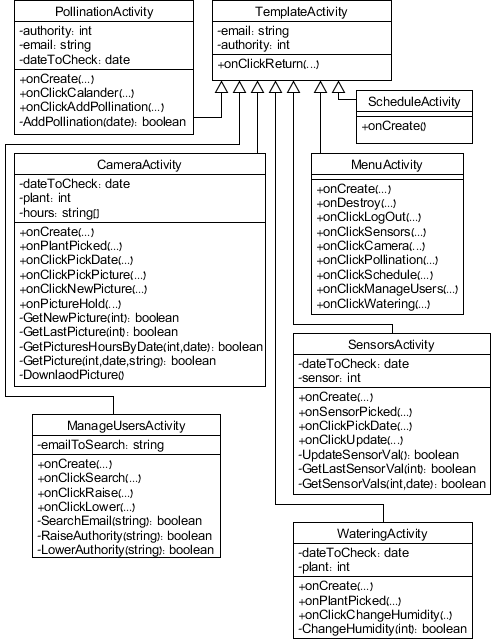 PollinationActivity
-authority: int
-email: string
-dateToCheck: date
+onCreate(...)
+onClickCalander(...)
+onClickAddPollination(...)
-AddPollination(date): boolean
TemplateActivity
-email: string
-authority: int
+onClickReturn(...)
ScheduleActivity
+onCreate()
CameraActivity
-dateToCheck: date
-plant: int
-hours: string[]
+onCreate(...)
+onPlantPicked(...)
+onClickPickDate(...)
+onClickPickPicture(...)
+onClickNewPicture(...)
+onPictureHold(...)
-GetNewPicture(int): boolean
-GetLastPicture(int): boolean
-GetPicturesHoursByDate(int,date): boolean
-GetPicture(int,date,string): boolean
-DownlaodPicture()
MenuActivity
+onCreate(...)
+onDestroy(...)
+onClickLogOut(...)
+onClickSensors(...)
+onClickCamera(...)
+onClickPollination(...)
+onClickSchedule(...)
+onClickManageUsers(...)
+onClickWatering(...)
SensorsActivity
-dateToCheck: date
-sensor: int
+onCreate(...)
+onSensorPicked(...)
+onClickPickDate(...)
+onClickUpdate(...)
-UpdateSensorVal(): boolean
-GetLastSensorVal(int): boolean
-GetSensorVals(int,date): boolean
ManageUsersActivity
-emailToSearch: string
+onCreate(...)
+onClickSearch(...)
+onClickRaise(...)
+onClickLower(...)
-SearchEmail(string): boolean
-RaiseAuthority(string): boolean
-LowerAuthority(string): boolean
WateringActivity
-dateToCheck: date
-plant: int
+onCreate(...)
+onPlantPicked(...)
+onClickChangeHumidity(..)
-ChangeHumidity(int): boolean